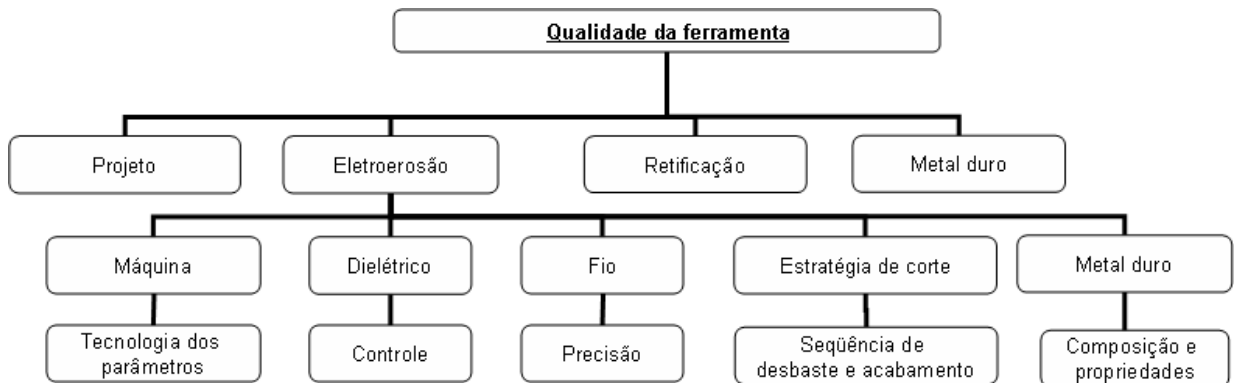 Qualidade da ferramenta
Projeto
Eletroerosão
Retificação
Metal duro
Máquina
Dielétrico
Fio
Estratégia de corte
Metal duro
Tecnologia dos
parâmetros
Controle
Precisão
Seqüência de
desbaste e acabamento
Composição e
propriedades